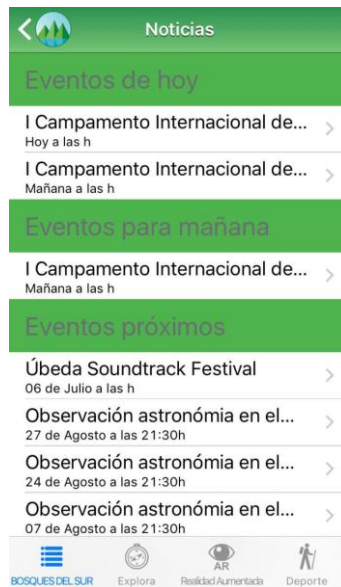 Noticias
Eventos de hoy
I Campamento Internacional de...
Hoy a las h
I Campamento Internacional de...
Mañana a las h
Eventos para mañana
I Campamento Internacional de...
Mañana a las h
Eventos próximos
Úbeda Soundtrack Festival
06 de Julio a las h
Observación astronómia en el...
27 de Agosto a las 21:30h
Observación astronómia en el...
24 de Agosto a las 21:30h
Observación astronómia en el...
07 de Agosto a las 21:30h
AR
BOSQUES DEL SUR Explora Realidad Aumentada Deporte